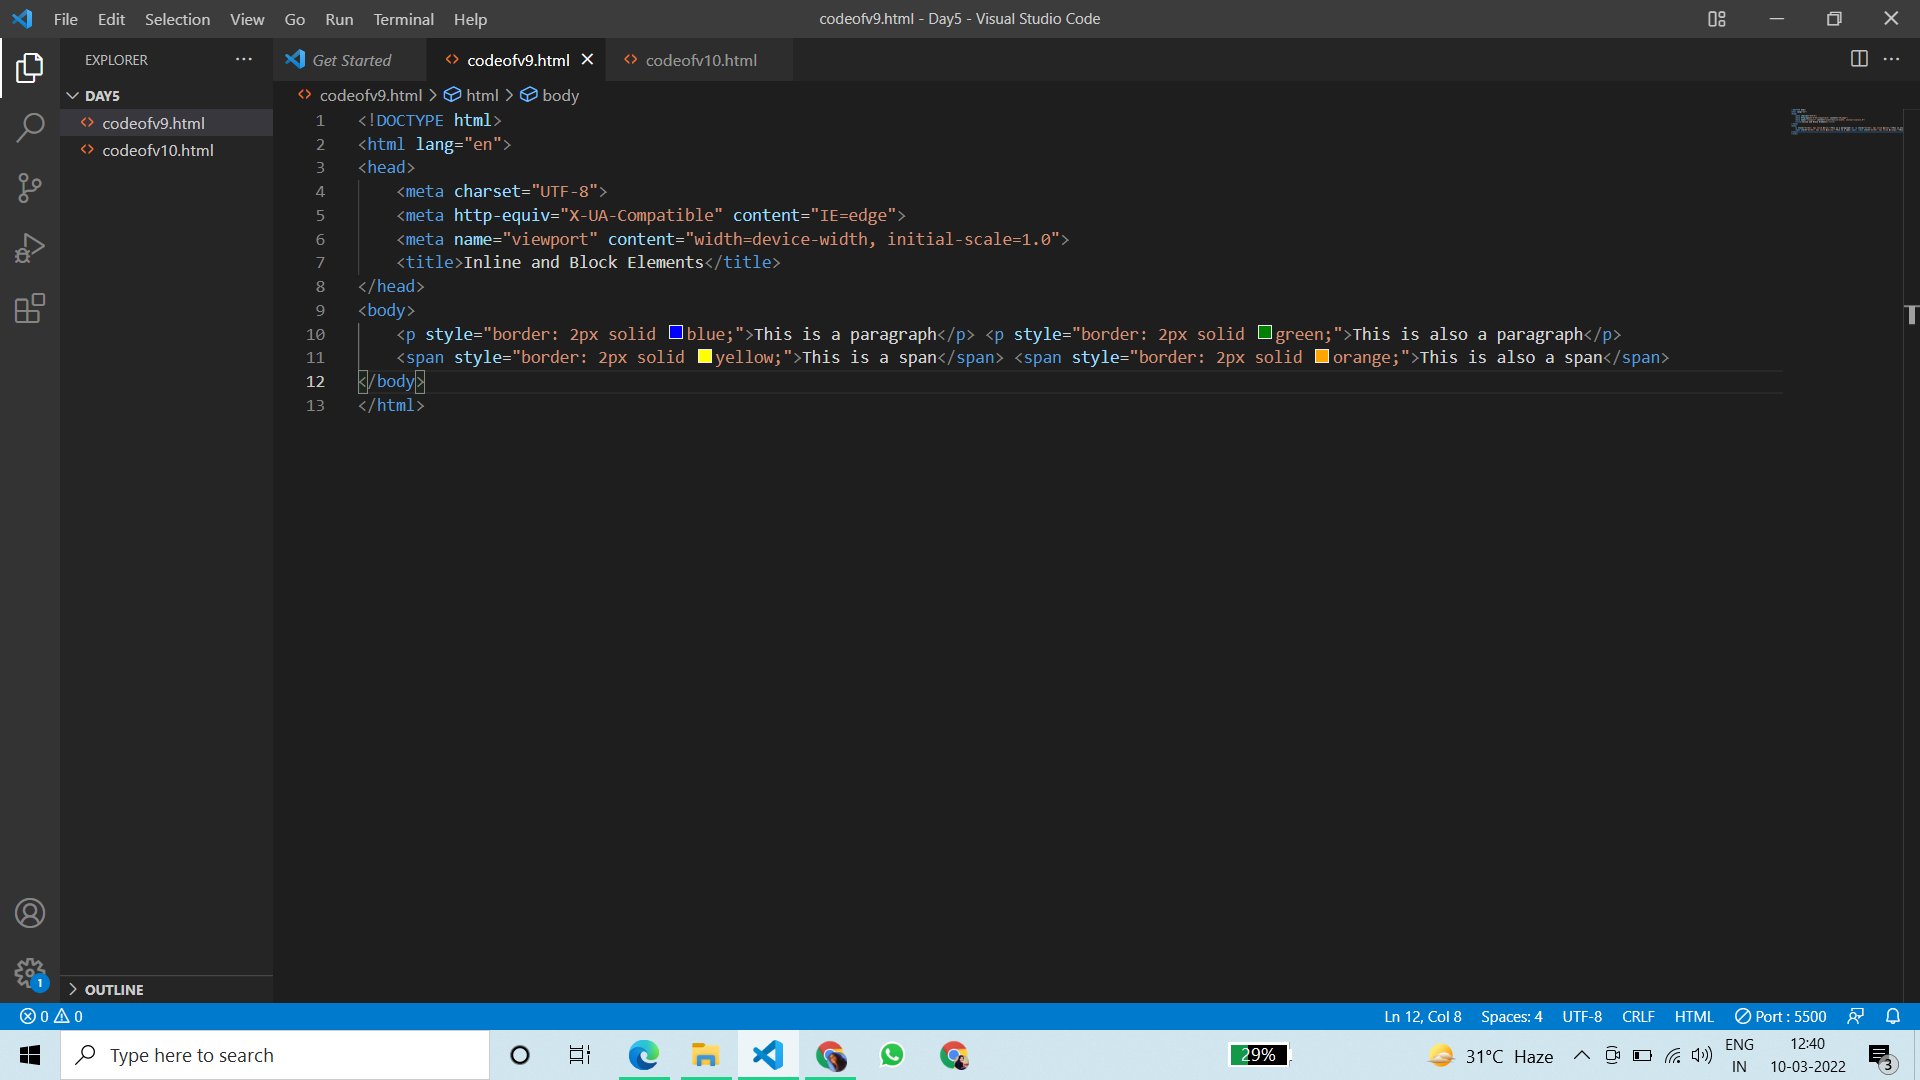 File Edit Selection View Go Run Terminal Help codeofv9.html - Day5 - Visual Studio Code
EXPLORER
Get Started codeofv9.html codeofv10.html
DAY5
codeofv9.html
codeofv10.html
codeofv9.html > html > body
1 <!DOCTYPE html>
2 <html lang="en">
3 <head>
4 <meta charset="UTF-8">
5 <meta http-equiv="X-UA-Compatible" content="IE=edge">
6 <meta name="viewport" content="width=device-width, initial-scale=1.0">
7 <title>Inline and Block Elements</title>
8 </head>
9 <body>
10 <p style="border: 2px solid blue;">This is a paragraph</p> <p style="border: 2px solid green;">This is also a paragraph</p>
11 <span style="border: 2px solid yellow;">This is a span</span> <span style="border: 2px solid orange;">This is also a span</span>
12 </body>
13 </html>
1
OUTLINE
0 0 Ln 12, Col 8 Spaces: 4 UTF-8 CRLF HTML Port : 5500
Type here to search 29% 31°C Haze ENG IN 12:40 10-03-2022 3